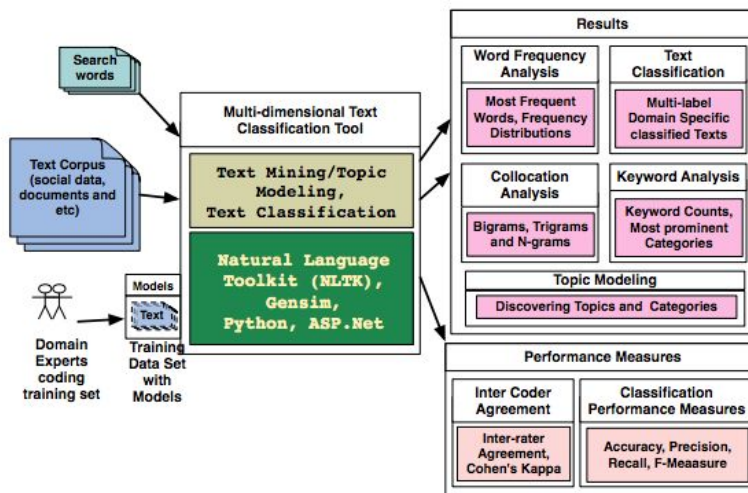 Search
words
Text Corpus
(social data,
documents and
etc)
Domain
Experts
coding
training set
Models
Text
Training
Data Set
with
Models
Multi-dimensional Text
Classification Tool
Text Mining/Topic
Modeling,
Text Classification
Natural Language
Toolkit (NLTK),
Gensim,
Python, ASP.Net
Results
Word Frequency
Analysis
Most Frequent
Words, Frequency
Distributions
Text
Classification
Multi-label
Domain Specific
classified Texts
Collocation
Analysis
Bigrams, Trigrams
and N-grams
Keyword Analysis
Keyword Counts,
Most prominent
Categories
Topic Modeling
Discovering Topics and Categories
Performance Measures
Inter Coder
Agreement
Inter-rater
Agreement,
Cohen's Kappa
Classification
Performance Measures
Accuracy, Precision,
Recall, F-Meaasure